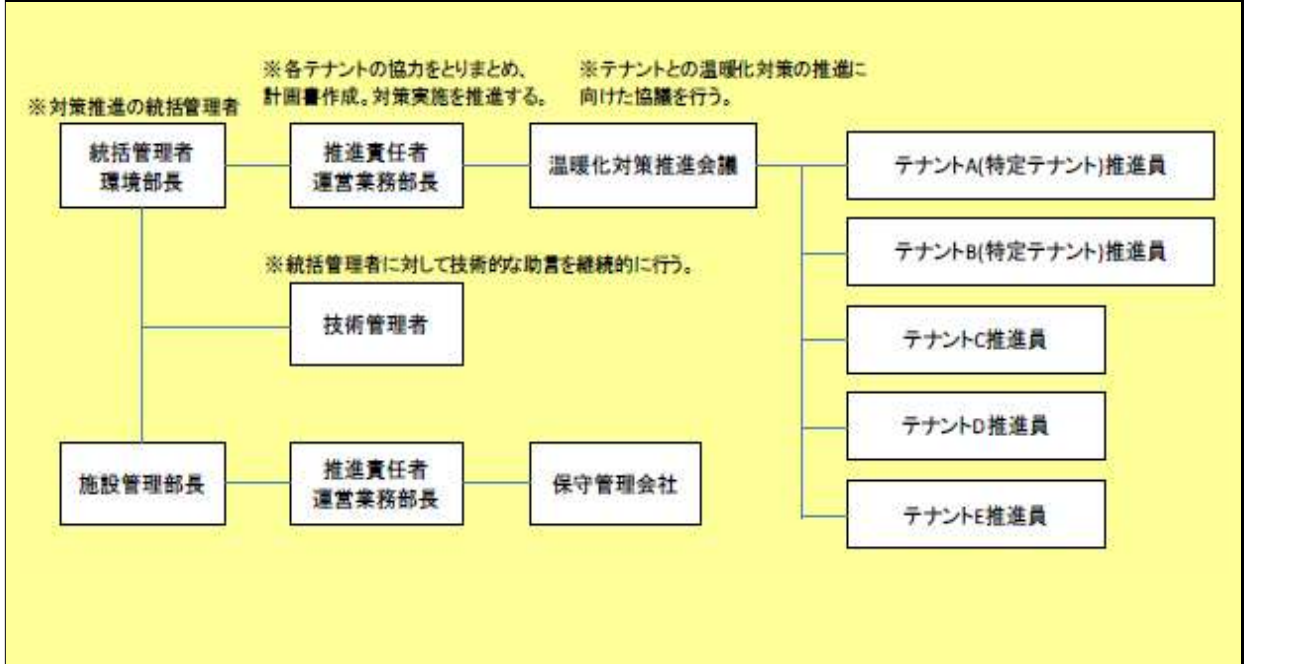 ※対策推進の統括管理者
※各テナントの協力をとりまとめ、
計画書作成。対策実施を推進する。
※テナントとの温暖化対策の推進に
向けた協議を行う。
統括管理者
環境部長
推進責任者
運営業務部長
温暖化対策推進会議
テナントA(特定テナント)推進員
テナントB(特定テナント)推進員
テナントC推進員
テナントD推進員
テナントE推進員
※統括管理者に対して技術的な助言を継続的に行う。
技術管理者
施設管理部長
推進責任者
運営業務部長
保守管理会社